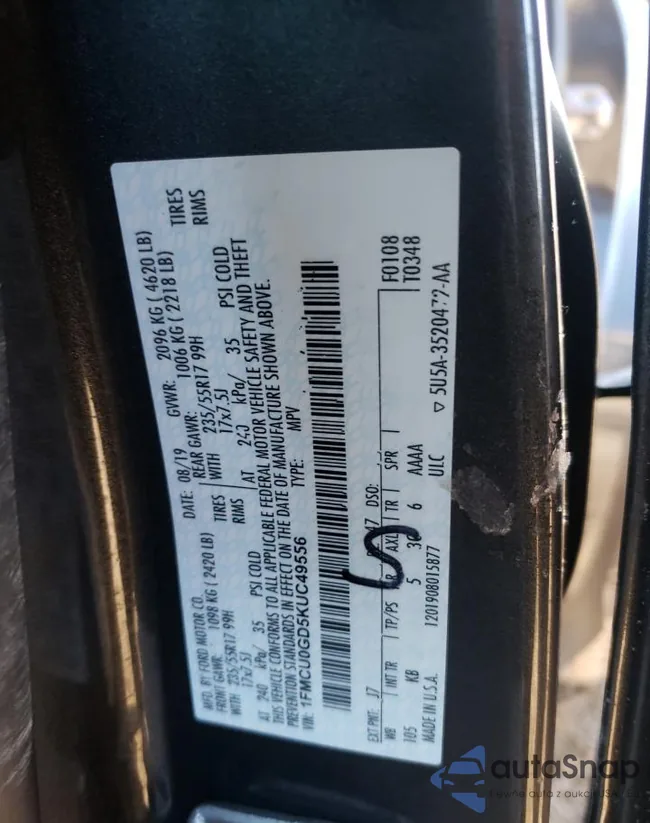 MFD. BY FORD MOTOR CO.
DATE: 08/19 GVWR: 2096 KG ( 4620 LB)
FRONT GAWR: 1098 KG (2420 LB) REAR GAWR: 1006 KG ( 2218 LB)
WITH 235/55R17 99H TIRES WITH 235/55R17 99H TIRES
17x7.5J RIMS 17x7.5J RIMS
AT 240 kPa/ 35 PSI COLD AT 240 kPa/ 35 PSI COLD
THIS VEHICLE CONFORMS TO ALL APPLICABLE FEDERAL MOTOR VEHICLE SAFETY AND THEFT
PREVENTION STANDARDS IN EFFECT ON THE DATE OF MANUFACTURE SHOWN ABOVE.
VIN: 1FMCU0GD5KUC49556 TYPE: MPV
F0108
T0348
EXT PNT: J7 47 DSO:
WB INT TR TP/PS R AXL TR SPR
105 KB 5 6 AAAA
MADE IN U.S.A. 1201908015877 ULC
5U5A-3520472-AA
autoSnap